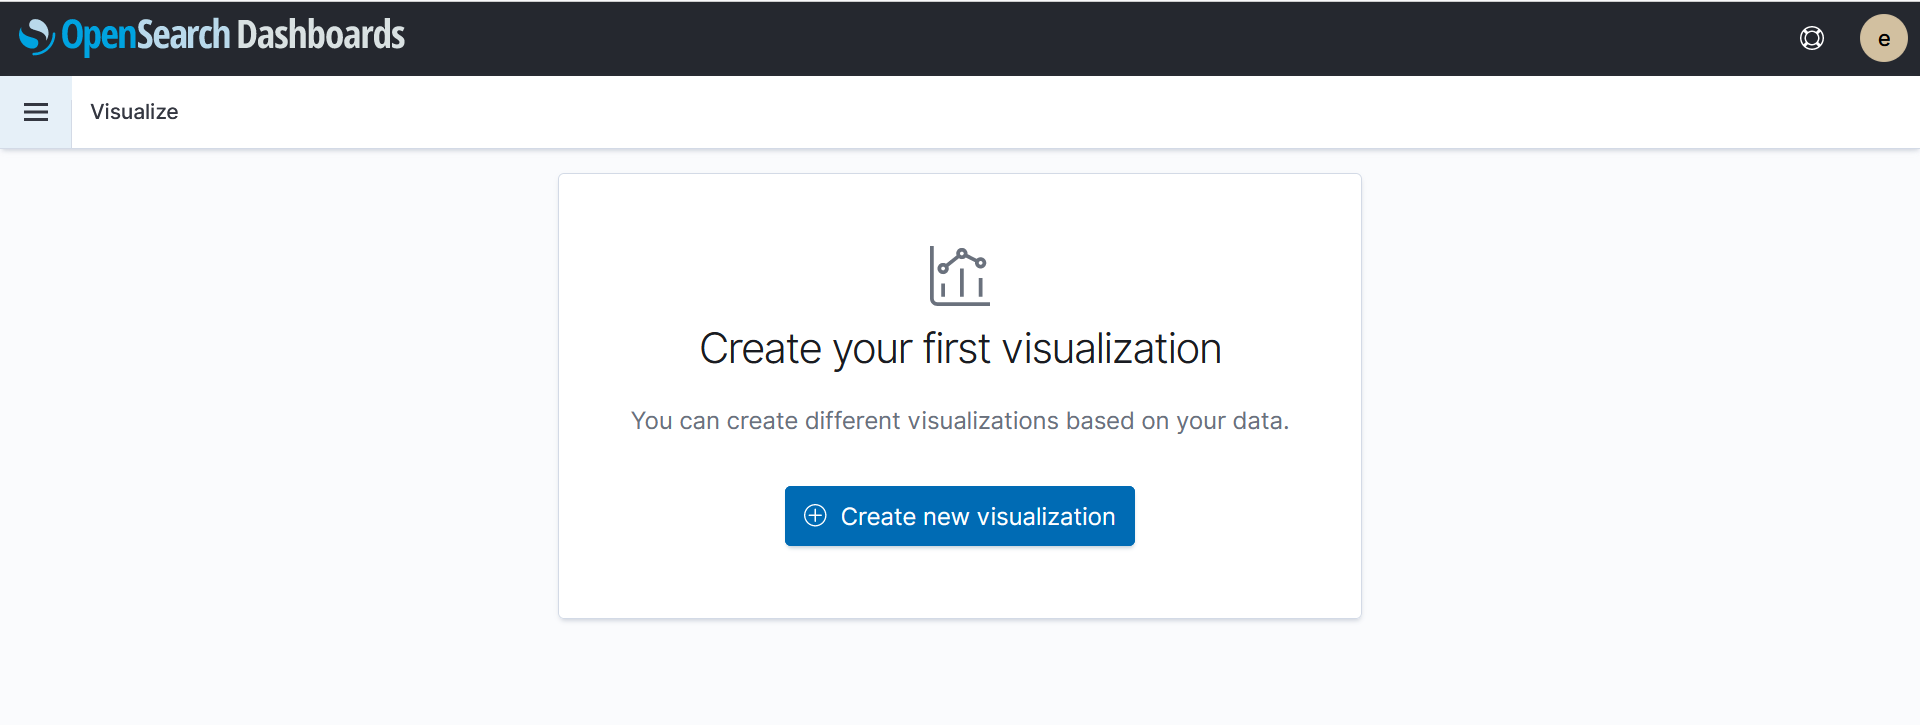 OpenSearch Dashboards
e
Visualize
Create your first visualization
You can create different visualizations based on your data.
Create new visualization